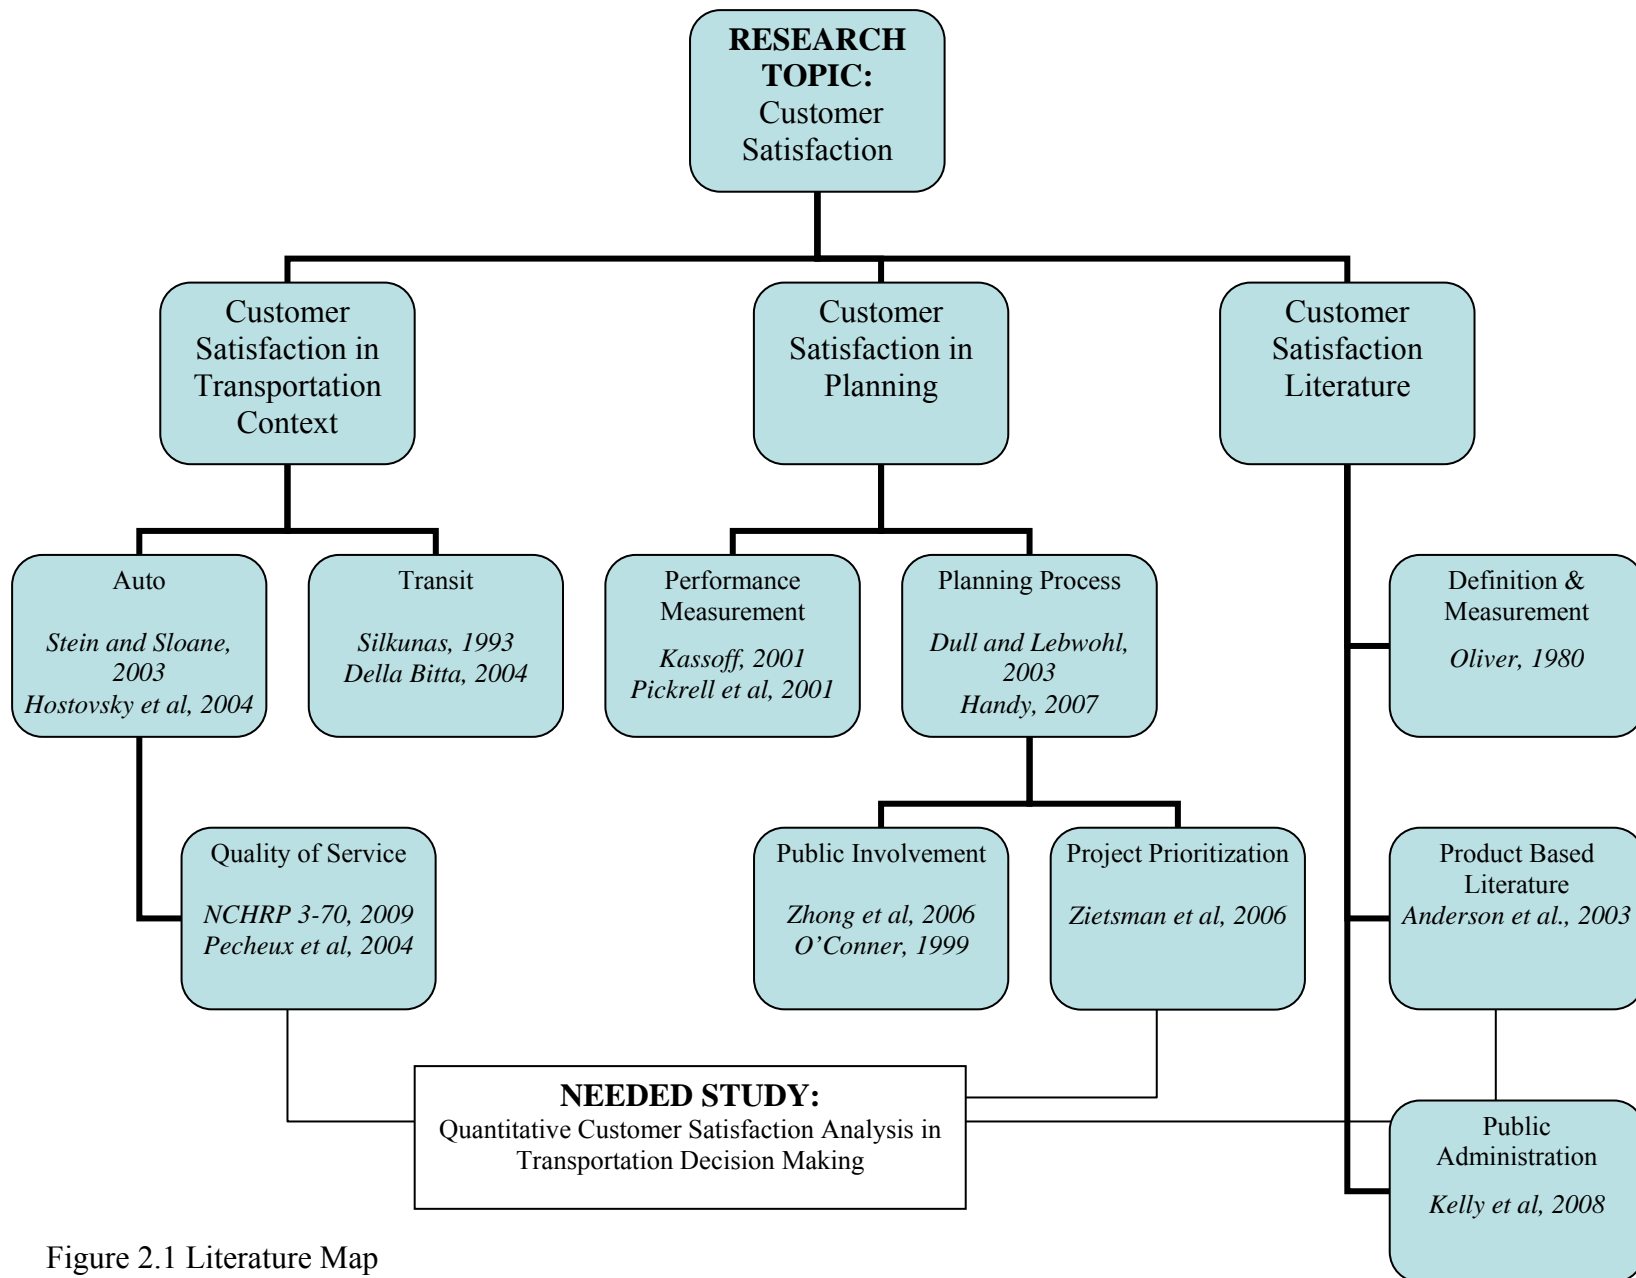 RESEARCH
TOPIC:
Customer
Satisfaction
Customer
Satisfaction in
Transportation
Context
Customer
Satisfaction in
Planning
Customer
Satisfaction
Literature
Auto
Stein and Sloane,
2003
Hostovsky et al, 2004
Transit
Silkunas, 1993
Della Bitta, 2004
Performance
Measurement
Kassoff, 2001
Pickrell et al, 2001
Planning Process
Dull and Lebwohl,
2003
Handy, 2007
Definition &
Measurement
Oliver, 1980
Quality of Service
NCHRP 3-70, 2009
Pecheux et al, 2004
Public Involvement
Zhong et al, 2006
O’Conner, 1999
Project Prioritization
Zietsman et al, 2006
Product Based
Literature
Anderson et al., 2003
NEEDED STUDY:
Quantitative Customer Satisfaction Analysis in
Transportation Decision Making
Public
Administration
Kelly et al, 2008
Figure 2.1 Literature Map